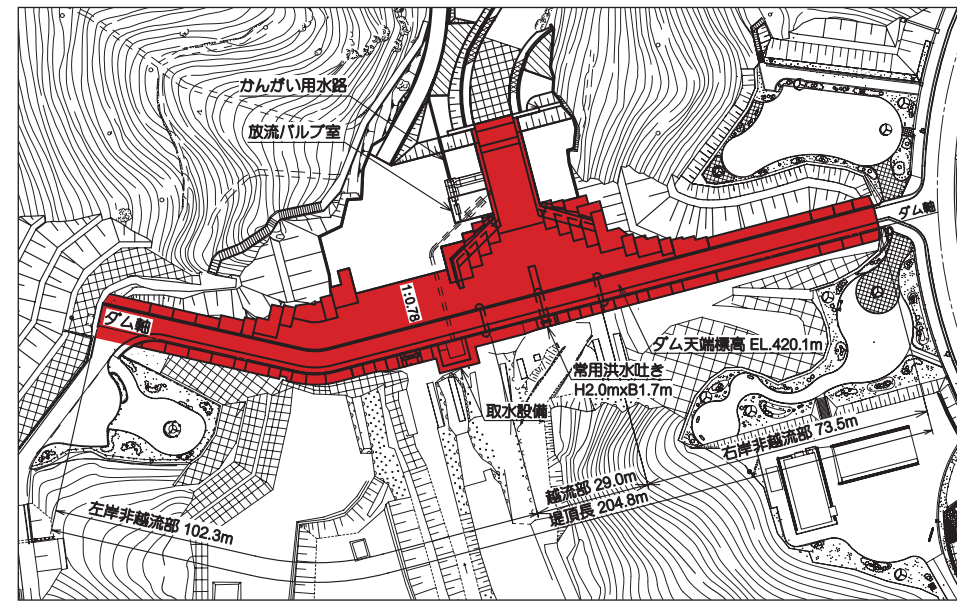 かんがい用水路
放流バルブ室
ダム軸
1:0.78
ダム軸
ダム天端標高 EL.420.1m
常用洪水吐き
H2.0mxB1.7m
取水設備
右岸非越流部 73.5m
越流部 29.0m
堤頂長 204.8m
左岸非越流部 102.3m